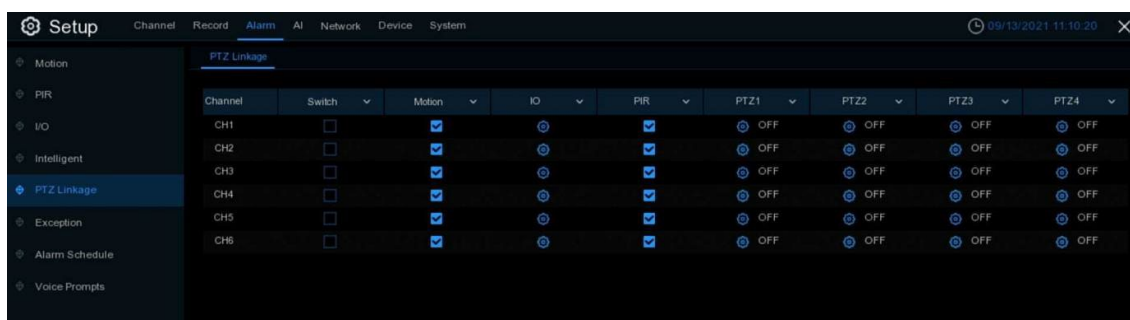 Setup Channel Record Alarm AI Network Device System 09/13/2021 11:10:20
PTZ Linkage
Motion
PIR
I/O
Intelligent
PTZ Linkage
Exception
Alarm Schedule
Voice Prompts
Channel Switch Motion IO PIR PTZ1 PTZ2 PTZ3 PTZ4
CH1 OFF OFF OFF OFF
CH2 OFF OFF OFF OFF
CH3 OFF OFF OFF OFF
CH4 OFF OFF OFF OFF
CH5 OFF OFF OFF OFF
CH6 OFF OFF OFF OFF